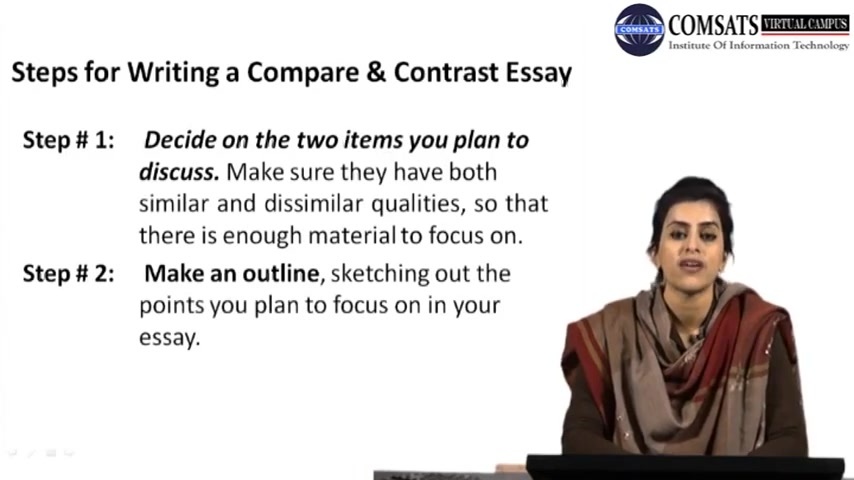 COMSATS VIRTUAL CAMPUS
Institute Of Information Technology
COMSATS
Steps for Writing a Compare & Contrast Essay
Step # 1: Decide on the two items you plan to
discuss. Make sure they have both
similar and dissimilar qualities, so that
there is enough material to focus on.
Step # 2: Make an outline, sketching out the
points you plan to focus on in your
essay.